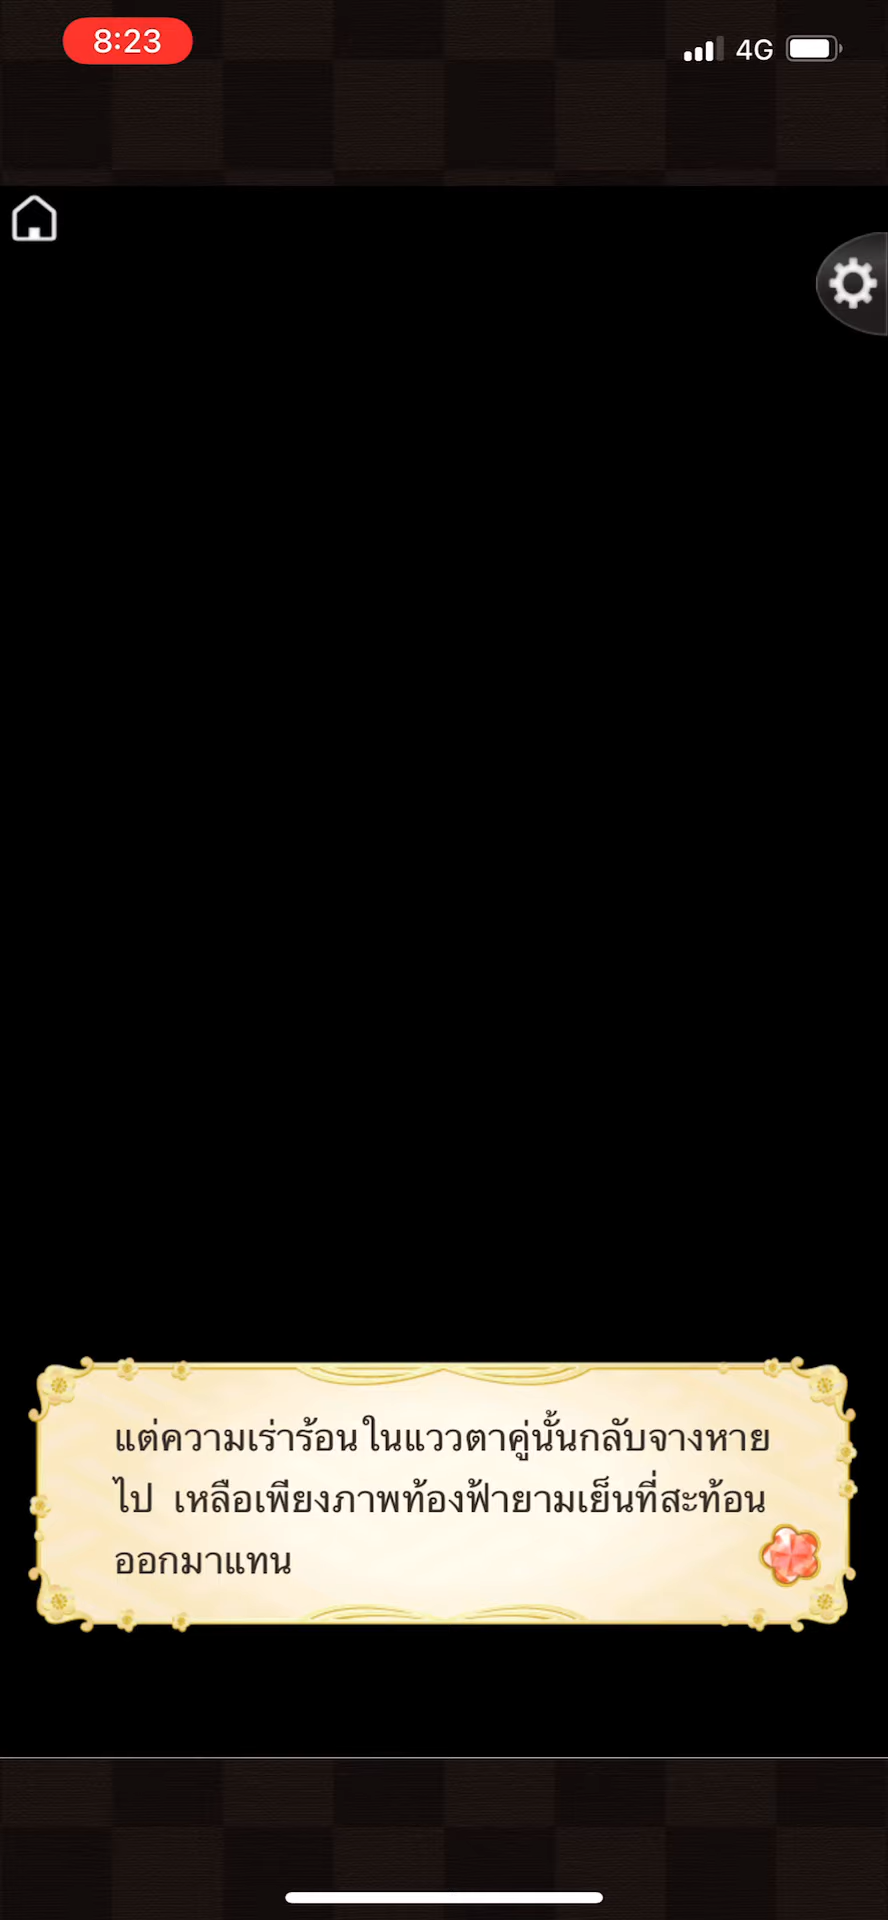 8:23
4G
แต่ความเร่าร้อนในแววตาคู่นั้นกลับจางหาย
ไป เหลือเพียงภาพท้องฟ้ายามเย็นที่สะท้อน
ออกมาแทน